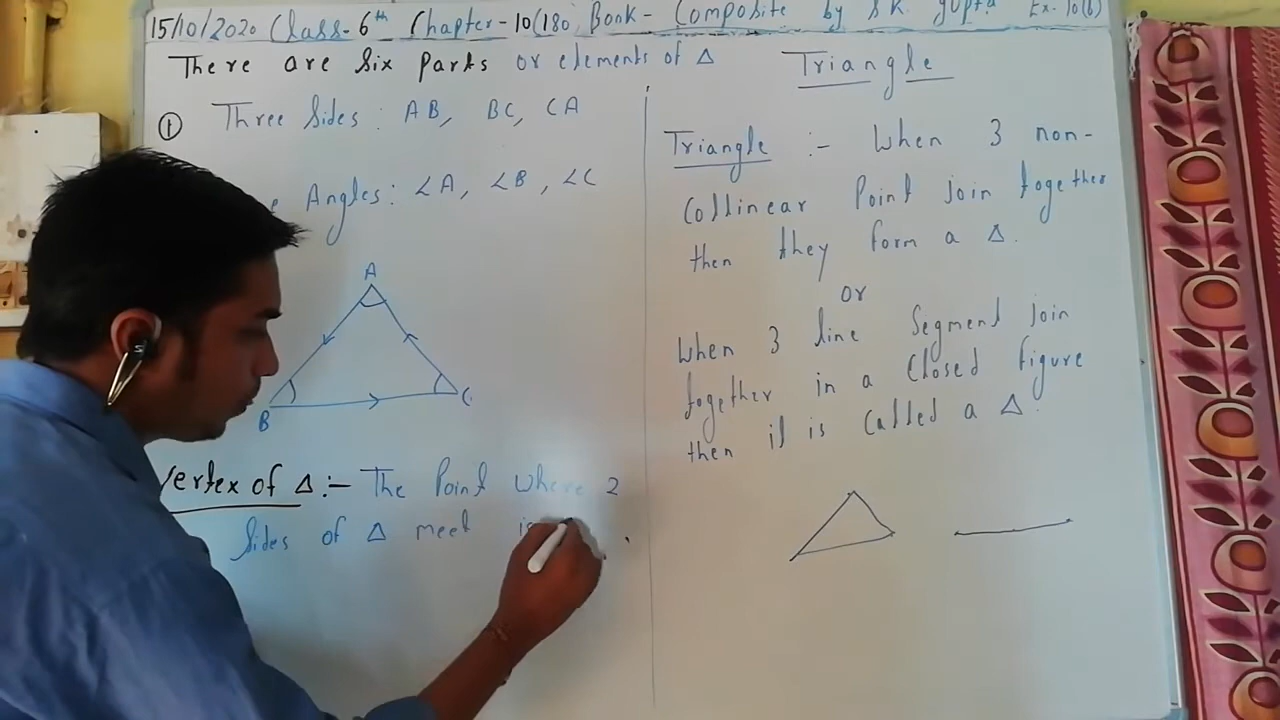 15/10/2020 Class-6th Chapter-10(180) Book- Composite by SK Gupta Ex-10(b)
There are six parts or elements of Δ
① Three Sides: AB, BC, CA
Angles: ∠A, ∠B, ∠C
A
B
C
Vertex of Δ:- The Point where 2
Sides of Δ meet is
Triangle
Triangle :- When 3 non-
Collinear Point join together
then they form a Δ.
or
When 3 line Segment join
together in a Closed figure
then it is Called a Δ.